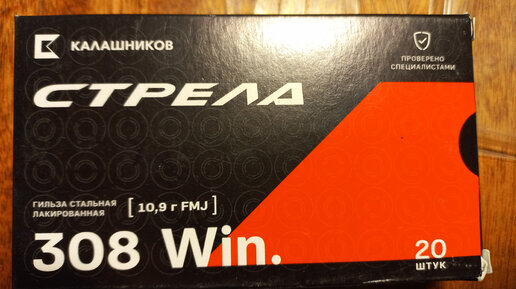 КАЛАШНИКОВ
ПРОВЕРЕНО
СПЕЦИАЛИСТАМИ
СТРЕЛА
ГИЛЬЗА СТАЛЬНАЯ
ЛАКИРОВАННАЯ
[ 10,9 г FMJ ]
308 Win.
20
ШТУК